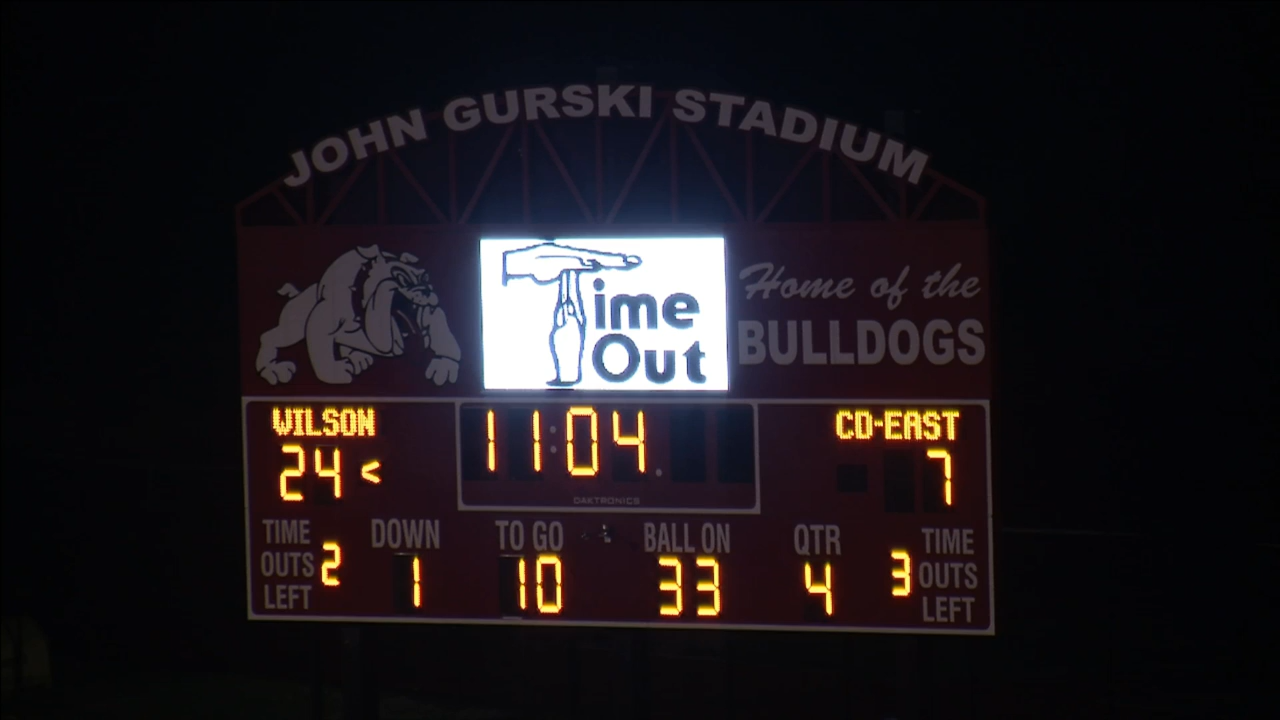 JOHN GURSKI STADIUM
Time
Out
Home of the
BULLDOGS
WILSON
24 <
11:04
CD-EAST
7
DAKTRONICS
TIME
OUTS
LEFT
2
DOWN
1
TO GO
10
BALL ON
33
QTR
4
3
TIME
OUTS
LEFT